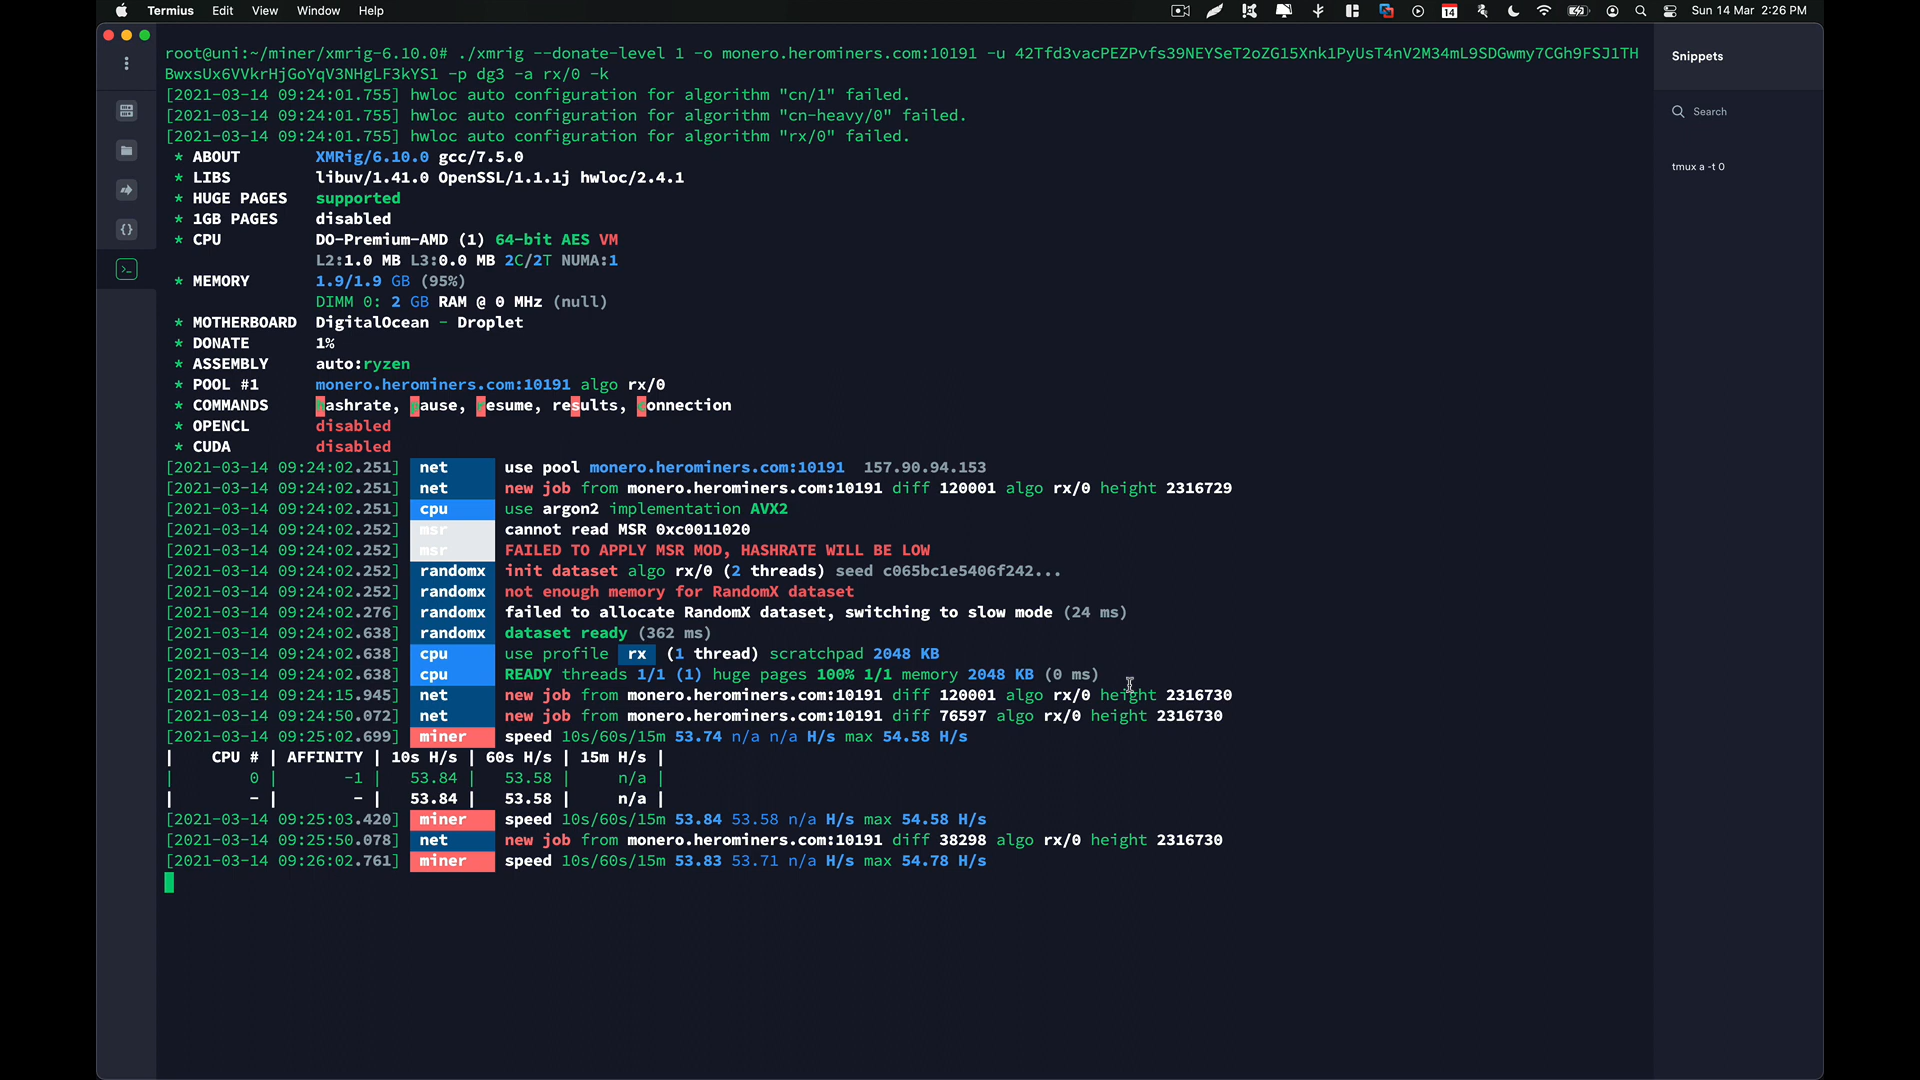 Termius Edit View Window Help
14
Sun 14 Mar 2:26 PM
root@uni:~/miner/xmrig-6.10.0# ./xmrig --donate-level 1 -o monero.herominers.com:10191 -u 42Tfd3vacPEZPvfs39NEYSeT2oZG15Xnk1PyUsT4nV2M34mL9SDGwmy7CGh9FSJ1TH
BwxsUx6VVkrHjGoYqV3NHgLF3kYS1 -p dg3 -a rx/0 -k
[2021-03-14 09:24:01.755] hwloc auto configuration for algorithm "cn/1" failed.
[2021-03-14 09:24:01.755] hwloc auto configuration for algorithm "cn-heavy/0" failed.
[2021-03-14 09:24:01.755] hwloc auto configuration for algorithm "rx/0" failed.
* ABOUT XMRig/6.10.0 gcc/7.5.0
* LIBS libuv/1.41.0 OpenSSL/1.1.1j hwloc/2.4.1
* HUGE PAGES supported
* 1GB PAGES disabled
* CPU DO-Premium-AMD (1) 64-bit AES VM
L2:1.0 MB L3:0.0 MB 2C/2T NUMA:1
* MEMORY 1.9/1.9 GB (95%)
DIMM 0: 2 GB RAM @ 0 MHz (null)
* MOTHERBOARD DigitalOcean - Droplet
* DONATE 1%
* ASSEMBLY auto:ryzen
* POOL #1 monero.herominers.com:10191 algo rx/0
* COMMANDS hashrate, pause, resume, results, connection
* OPENCL disabled
* CUDA disabled
[2021-03-14 09:24:02.251] net use pool monero.herominers.com:10191 157.90.94.153
[2021-03-14 09:24:02.251] net new job from monero.herominers.com:10191 diff 120001 algo rx/0 height 2316729
[2021-03-14 09:24:02.251] cpu use argon2 implementation AVX2
[2021-03-14 09:24:02.252] msr cannot read MSR 0xc0011020
[2021-03-14 09:24:02.252] msr FAILED TO APPLY MSR MOD, HASHRATE WILL BE LOW
[2021-03-14 09:24:02.252] randomx init dataset algo rx/0 (2 threads) seed c065bc1e5406f242...
[2021-03-14 09:24:02.252] randomx not enough memory for RandomX dataset
[2021-03-14 09:24:02.276] randomx failed to allocate RandomX dataset, switching to slow mode (24 ms)
[2021-03-14 09:24:02.638] randomx dataset ready (362 ms)
[2021-03-14 09:24:02.638] cpu use profile rx (1 thread) scratchpad 2048 KB
[2021-03-14 09:24:02.638] cpu READY threads 1/1 (1) huge pages 100% 1/1 memory 2048 KB (0 ms)
[2021-03-14 09:24:15.945] net new job from monero.herominers.com:10191 diff 120001 algo rx/0 height 2316730
[2021-03-14 09:24:50.072] net new job from monero.herominers.com:10191 diff 76597 algo rx/0 height 2316730
[2021-03-14 09:25:02.699] miner speed 10s/60s/15m 53.74 n/a n/a H/s max 54.58 H/s
| CPU # | AFFINITY | 10s H/s | 60s H/s | 15m H/s |
| 0 | -1 | 53.84 | 53.58 | n/a |
| - | - | 53.84 | 53.58 | n/a |
[2021-03-14 09:25:03.420] miner speed 10s/60s/15m 53.84 53.58 n/a H/s max 54.58 H/s
[2021-03-14 09:25:50.078] net new job from monero.herominers.com:10191 diff 38298 algo rx/0 height 2316730
[2021-03-14 09:26:02.761] miner speed 10s/60s/15m 53.83 53.71 n/a H/s max 54.78 H/s
Snippets
Search
tmux a -t 0